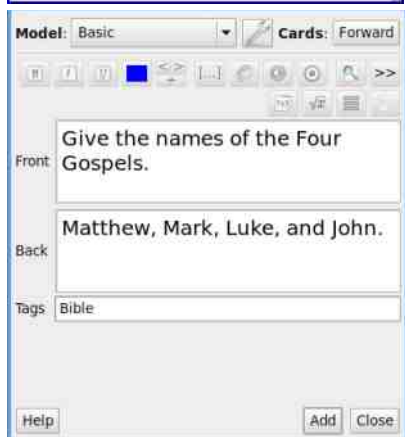 Model: Basic Cards: Forward
[...] >>
Front
Give the names of the Four
Gospels.
Back
Matthew, Mark, Luke, and John.
Tags Bible
Help Add Close